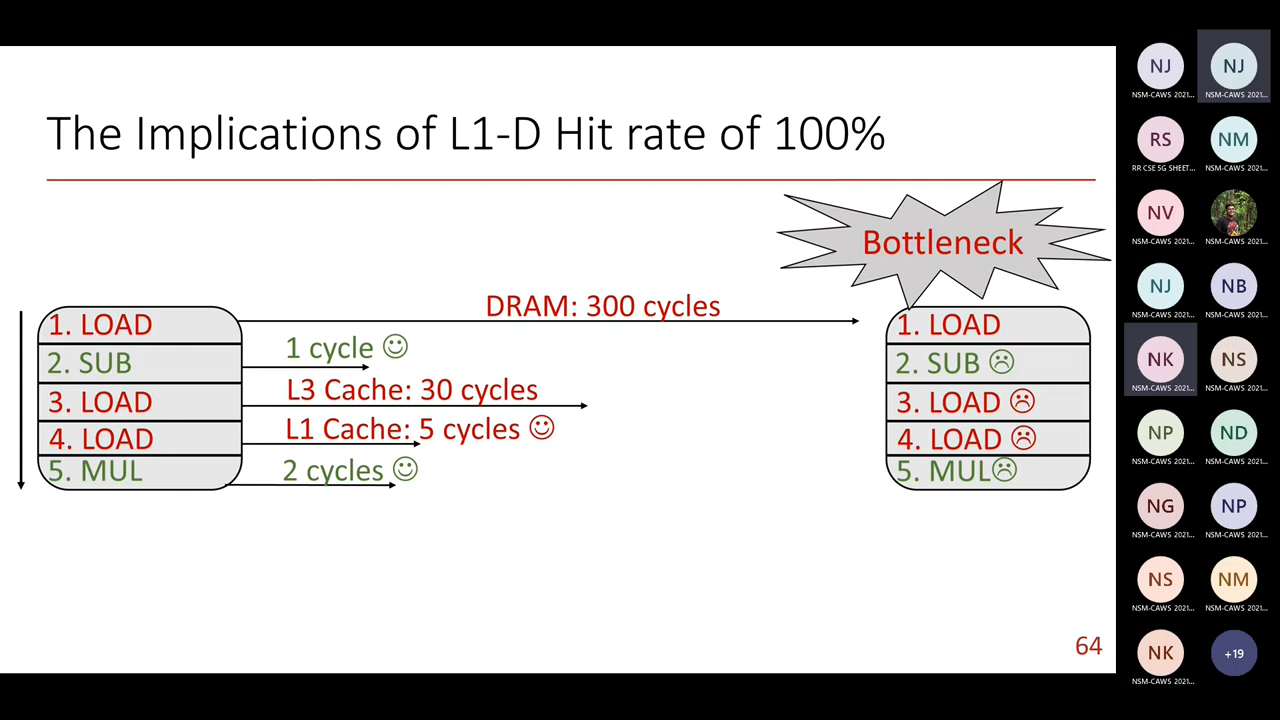 The Implications of L1-D Hit rate of 100%
Bottleneck
DRAM: 300 cycles
1. LOAD
2. SUB
3. LOAD
4. LOAD
5. MUL
1 cycle ☺
L3 Cache: 30 cycles
L1 Cache: 5 cycles ☺
2 cycles ☺
1. LOAD
2. SUB ☹
3. LOAD ☹
4. LOAD ☹
5. MUL☹
64
NJ
NSM-CAWS 2021...
NJ
NSM-CAWS 2021...
RS
RR CSE 5G SHEET...
NM
NSM-CAWS 2021...
NV
NSM-CAWS 2021...
NSM-CAWS 2021...
NJ
NSM-CAWS 2021...
NB
NSM-CAWS 2021...
NK
NSM-CAWS 2021...
NS
NSM-CAWS 2021...
NP
NSM-CAWS 2021...
ND
NSM-CAWS 2021...
NG
NSM-CAWS 2021...
NP
NSM-CAWS 2021...
NS
NSM-CAWS 2021...
NM
NSM-CAWS 2021...
NK
NSM-CAWS 2021...
+19